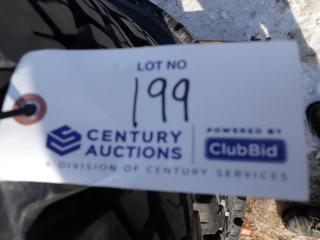 LOT NO
199
CENTURY
AUCTIONS
POWERED BY
ClubBid
A DIVISION OF CENTURY SERVICES